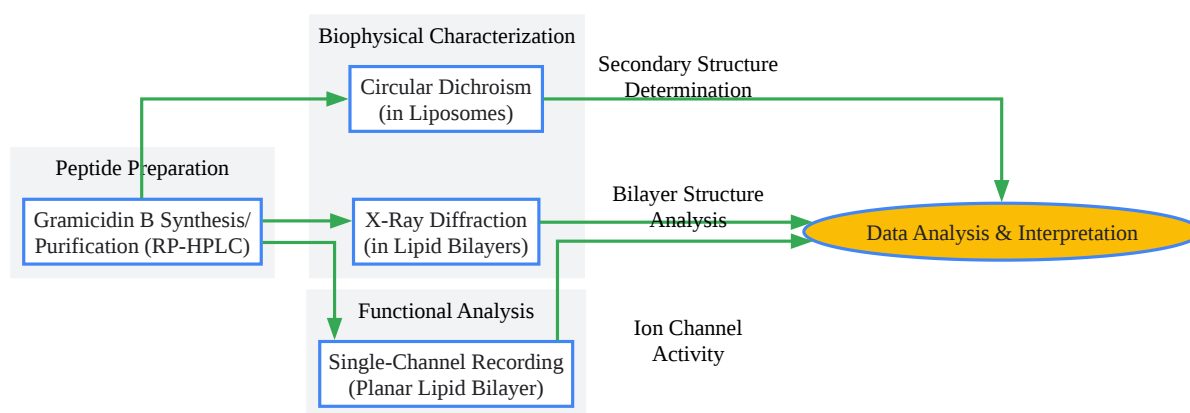 Biophysical Characterization
Circular Dichroism
(in Liposomes)
Secondary Structure
Determination
Peptide Preparation
Gramicidin B Synthesis/
Purification (RP-HPLC)
X-Ray Diffraction
(in Lipid Bilayers)
Bilayer Structure
Analysis
Data Analysis & Interpretation
Functional Analysis
Single-Channel Recording
(Planar Lipid Bilayer)
Ion Channel
Activity